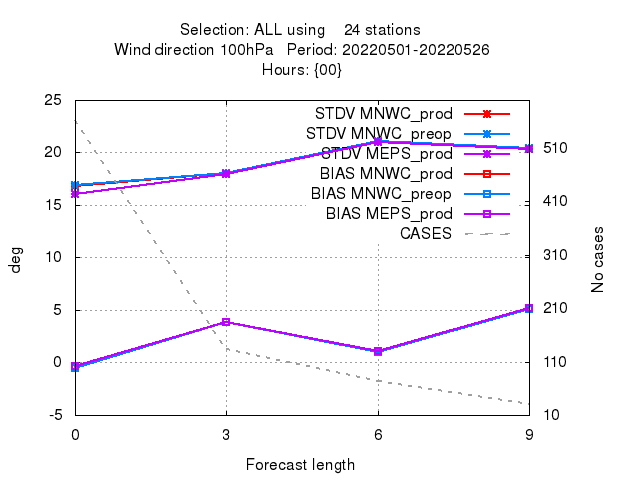 Selection: ALL using    24 stations
Wind direction 100hPa   Period: 20220501-20220526
Hours: {00}
STDV MNWC_prod
STDV MNWC_preop
STDV MEPS_prod
BIAS MNWC_prod
BIAS MNWC_preop
BIAS MEPS_prod
CASES
25
20
15
10
5
0
-5
deg
510
410
310
210
110
10
No cases
0 3 6 9
Forecast length